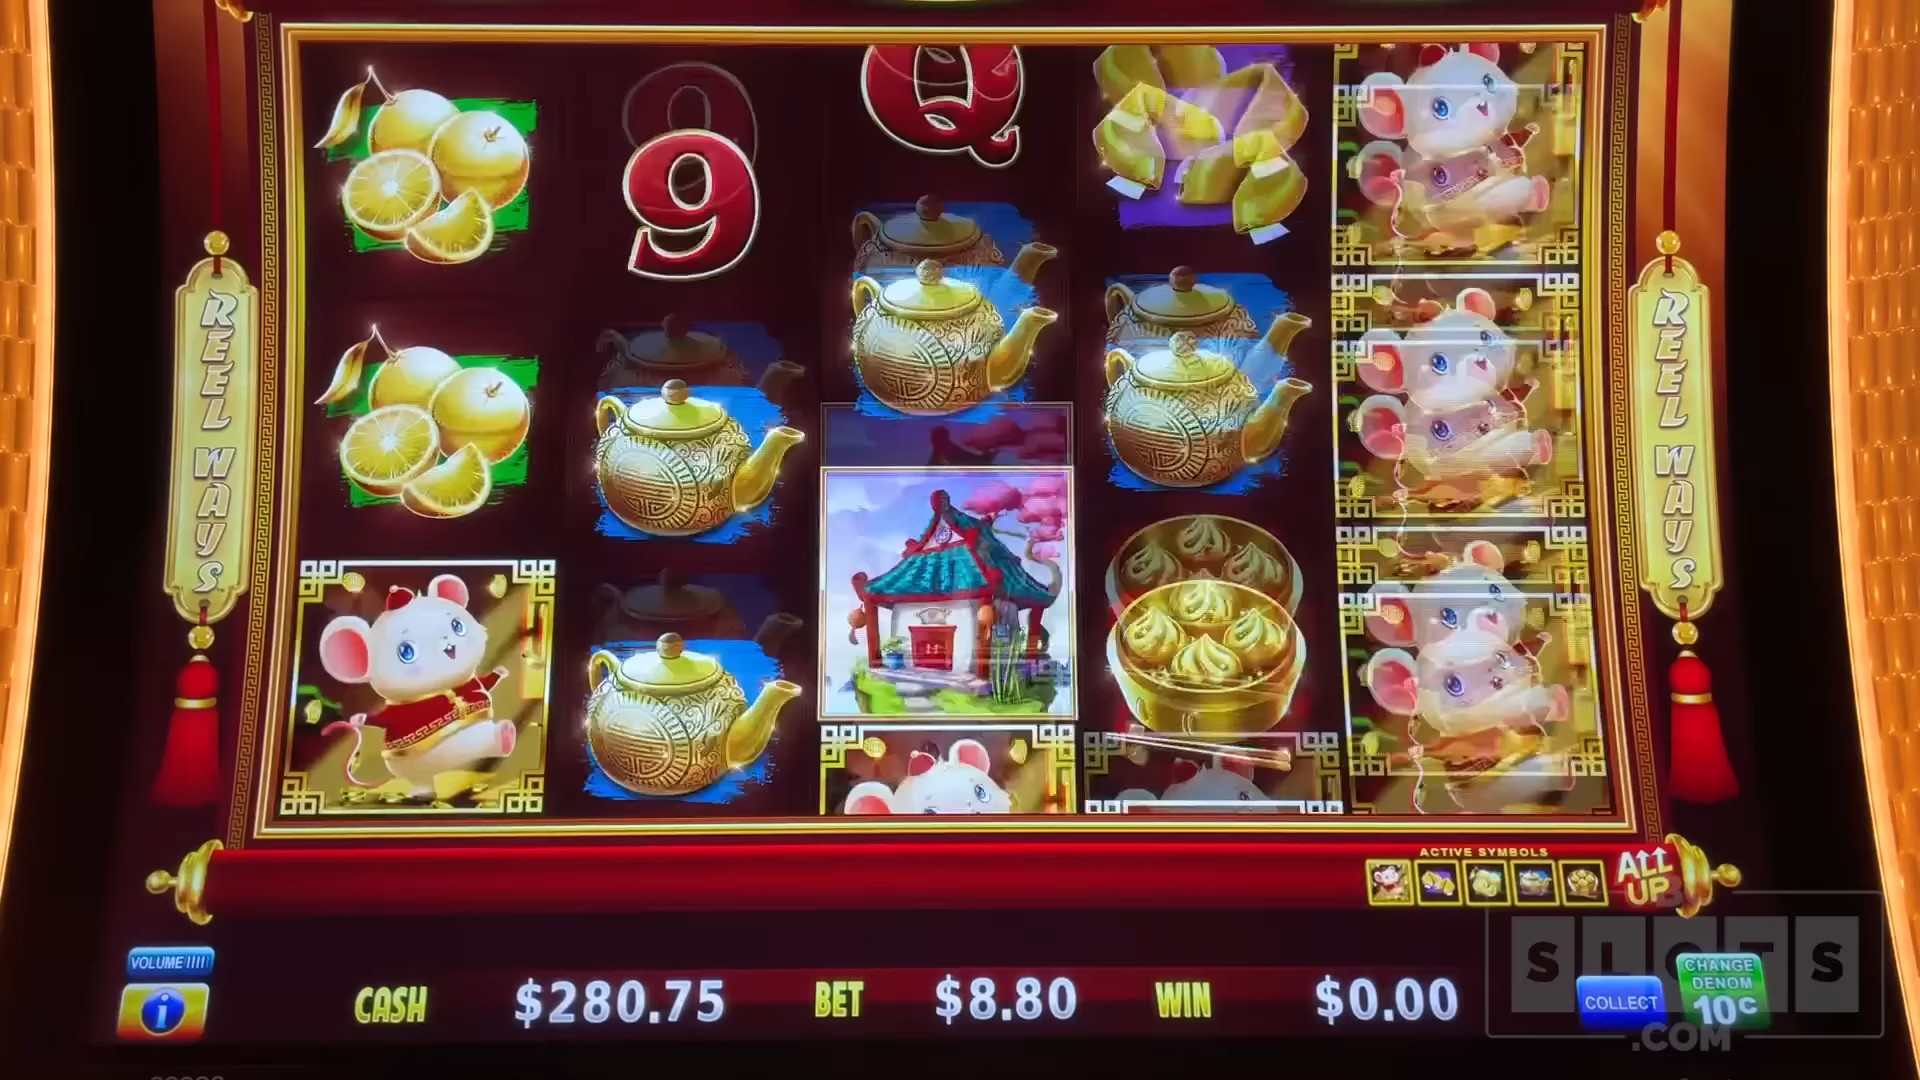 9
Q
REEL WAYS
REEL WAYS
ACTIVE SYMBOLS
ALL
UP
VOLUME !!!!
i
CASH $280.75 BET $8.80 WIN $0.00
COLLECT
CHANGE
DENOM
10¢
SLOTS
.COM